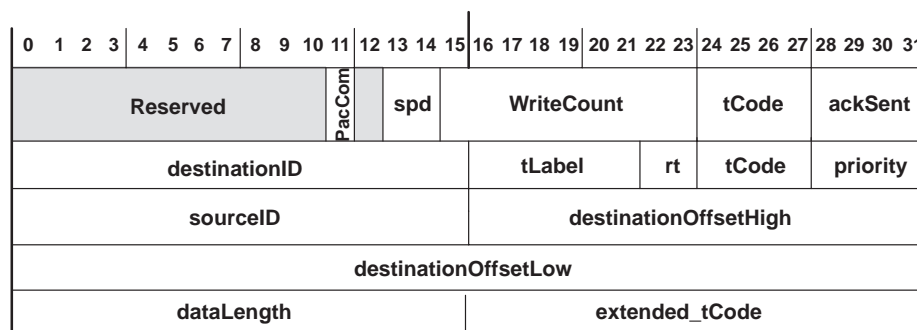 0 1 2 3 4 5 6 7 8 9 10 11 12 13 14 15 16 17 18 19 20 21 22 23 24 25 26 27 28 29 30 31
Reserved PacCom spd WriteCount tCode ackSent
destinationID tLabel rt tCode priority
sourceID destinationOffsetHigh
destinationOffsetLow
dataLength extended_tCode